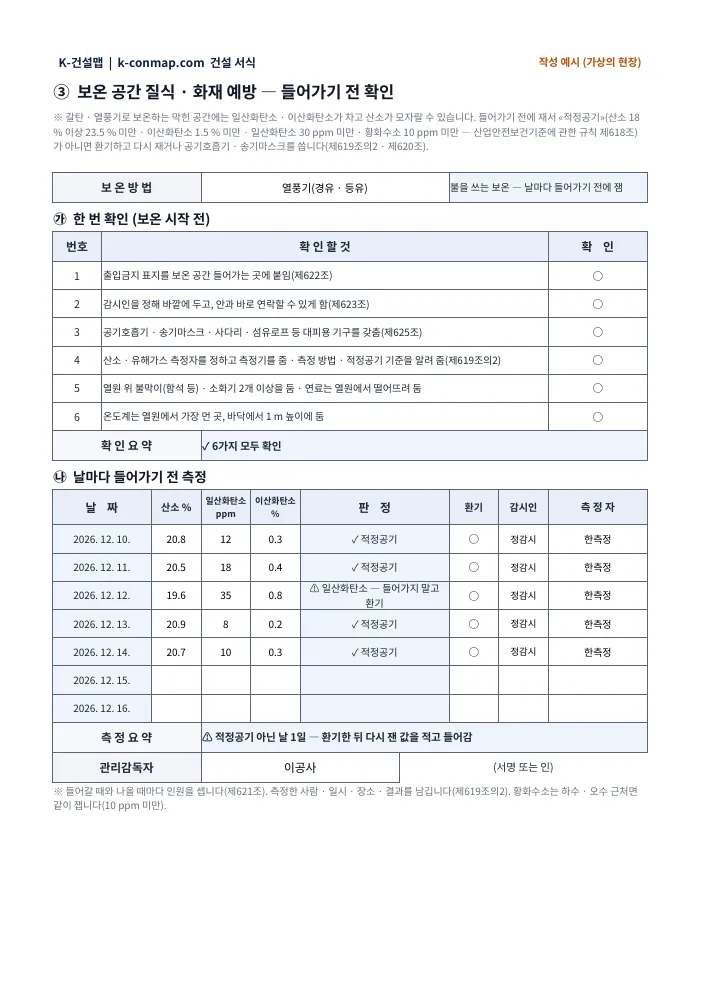 K-건설맵 | k-conmap.com 건설 서식
작성 예시 (가상의 현장)
③ 보온 공간 질식 · 화재 예방 — 들어가기 전 확인
※ 갈탄 · 열풍기로 보온하는 막힌 공간에는 일산화탄소 · 이산화탄소가 차고 산소가 모자랄 수 있습니다. 들어가기 전에 재서 «적정공기»(산소 18
% 이상 23.5 % 미만 · 이산화탄소 1.5 % 미만 · 일산화탄소 30 ppm 미만 · 황화수소 10 ppm 미만 — 산업안전보건기준에 관한 규칙 제618조)
가 아니면 환기하고 다시 재거나 공기호흡기 · 송기마스크를 씁니다(제619조의2 · 제620조).
보 온 방 법 열풍기(경유 · 등유) 불을 쓰는 보온 — 날마다 들어가기 전에 잼
㉮ 한 번 확인 (보온 시작 전)
번호 확 인 할 것 확 인
1 출입금지 표지를 보온 공간 들어가는 곳에 붙임(제622조) ○
2 감시인을 정해 바깥에 두고, 안과 바로 연락할 수 있게 함(제623조) ○
3 공기호흡기 · 송기마스크 · 사다리 · 섬유로프 등 대피용 기구를 갖춤(제625조) ○
4 산소 · 유해가스 측정자를 정하고 측정기를 줌 · 측정 방법 · 적정공기 기준을 알려 줌(제619조의2) ○
5 열원 위 불막이(함석 등) · 소화기 2개 이상을 둠 · 연료는 열원에서 떨어뜨려 둠 ○
6 온도계는 열원에서 가장 먼 곳, 바닥에서 1 m 높이에 둠 ○
확 인 요 약 ✓ 6가지 모두 확인
㉯ 날마다 들어가기 전 측정
날 짜 산소 % 일산화탄소 ppm 이산화탄소 % 판 정 환기 감시인 측 정 자
2026. 12. 10. 20.8 12 0.3 ✓ 적정공기 ○ 정감시 한측정
2026. 12. 11. 20.5 18 0.4 ✓ 적정공기 ○ 정감시 한측정
2026. 12. 12. 19.6 35 0.8 ⚠ 일산화탄소 — 들어가지 말고 환기 ○ 정감시 한측정
2026. 12. 13. 20.9 8 0.2 ✓ 적정공기 ○ 정감시 한측정
2026. 12. 14. 20.7 10 0.3 ✓ 적정공기 ○ 정감시 한측정
2026. 12. 15.
2026. 12. 16.
측 정 요 약 ⚠ 적정공기 아닌 날 1일 — 환기한 뒤 다시 잰 값을 적고 들어감
관리감독자 이공사 (서명 또는 인)
※ 들어갈 때와 나올 때마다 인원을 셉니다(제621조). 측정한 사람 · 일시 · 장소 · 결과를 남깁니다(제619조의2). 황화수소는 하수 · 오수 근처면
같이 잽니다(10 ppm 미만).